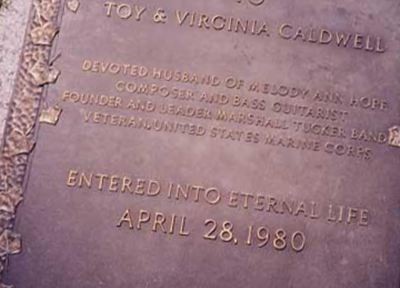 TO
TOY & VIRGINIA CALDWELL
DEVOTED HUSBAND OF MELODY ANN HOPE
COMPOSER AND BASS GUITARIST
FOUNDER AND LEADER MARSHALL TUCKER BAND
VETERAN, UNITED STATES MARINE CORPS
ENTERED INTO ETERNAL LIFE
APRIL 28, 1980